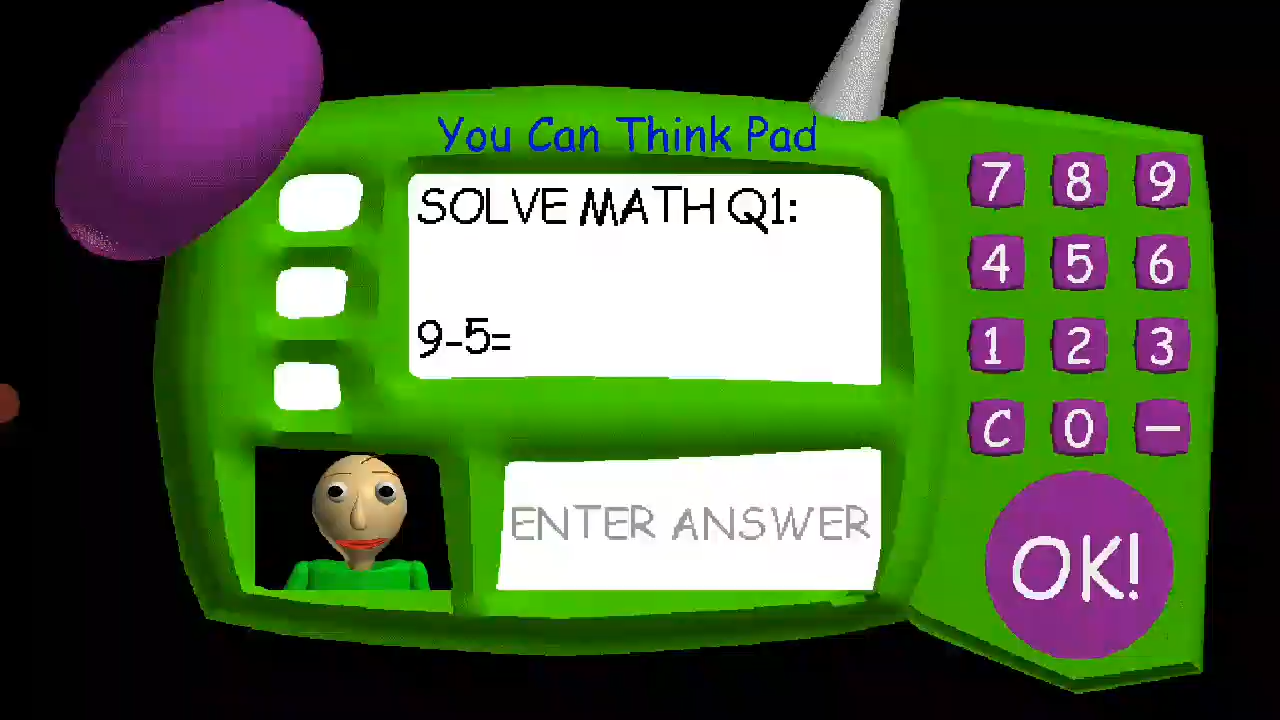 You Can Think Pad
SOLVE MATH Q1:
9-5=
ENTER ANSWER
7 8 9
4 5 6
1 2 3
C 0 —
OK!